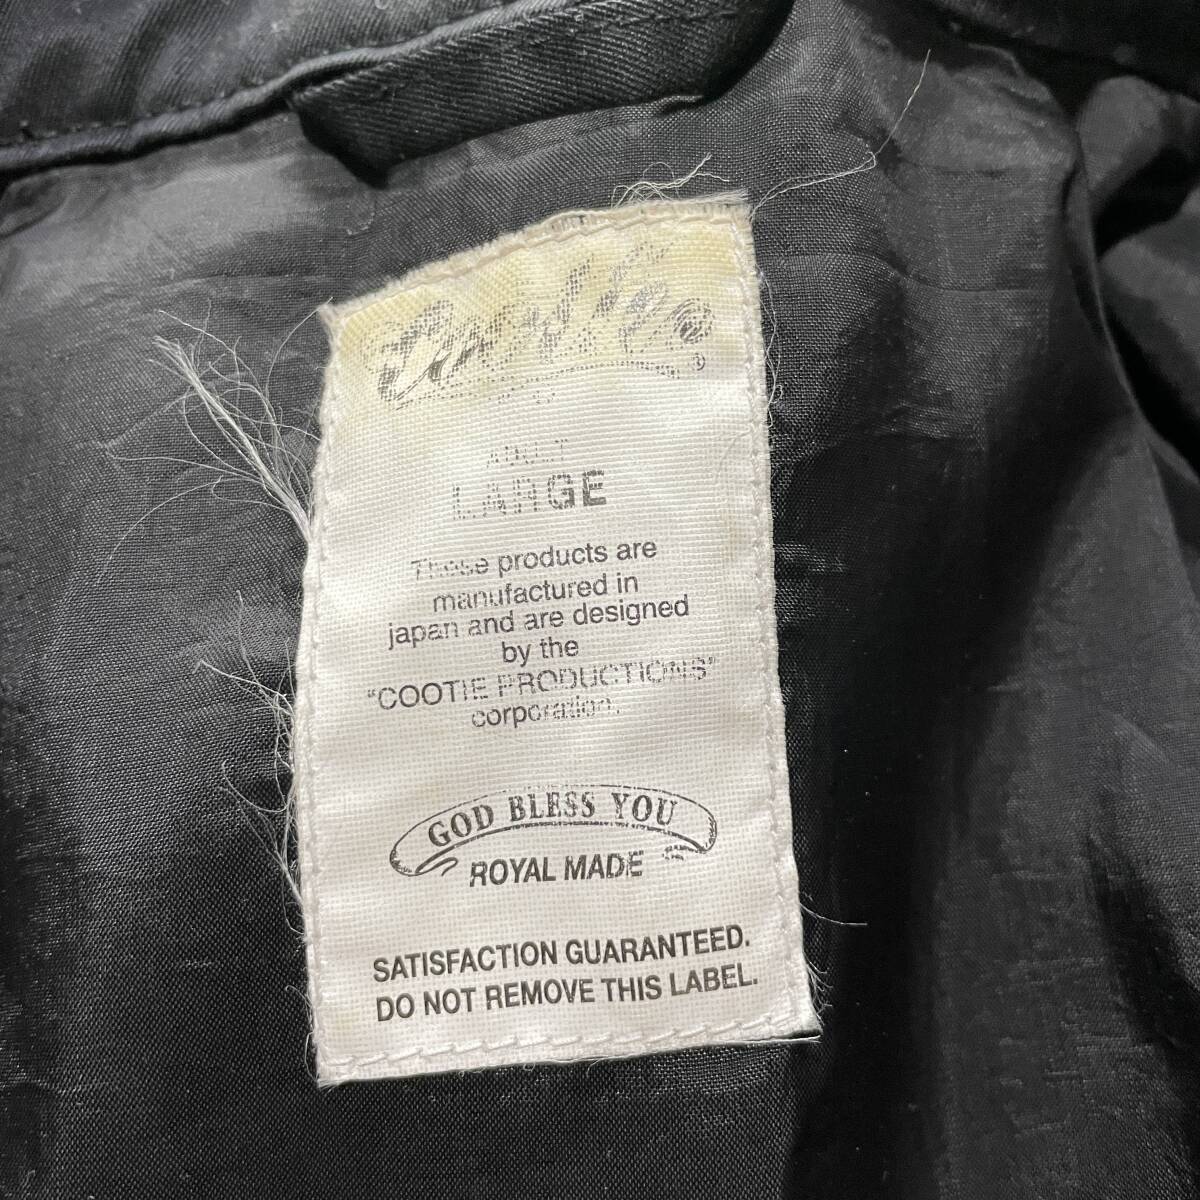 Cootie
®
ADULT
LARGE
These products are
manufactured in
japan and are designed
by the
"COOTIE PRODUCTIONS"
corporation.
GOD BLESS YOU
ROYAL MADE
SATISFACTION GUARANTEED.
DO NOT REMOVE THIS LABEL.